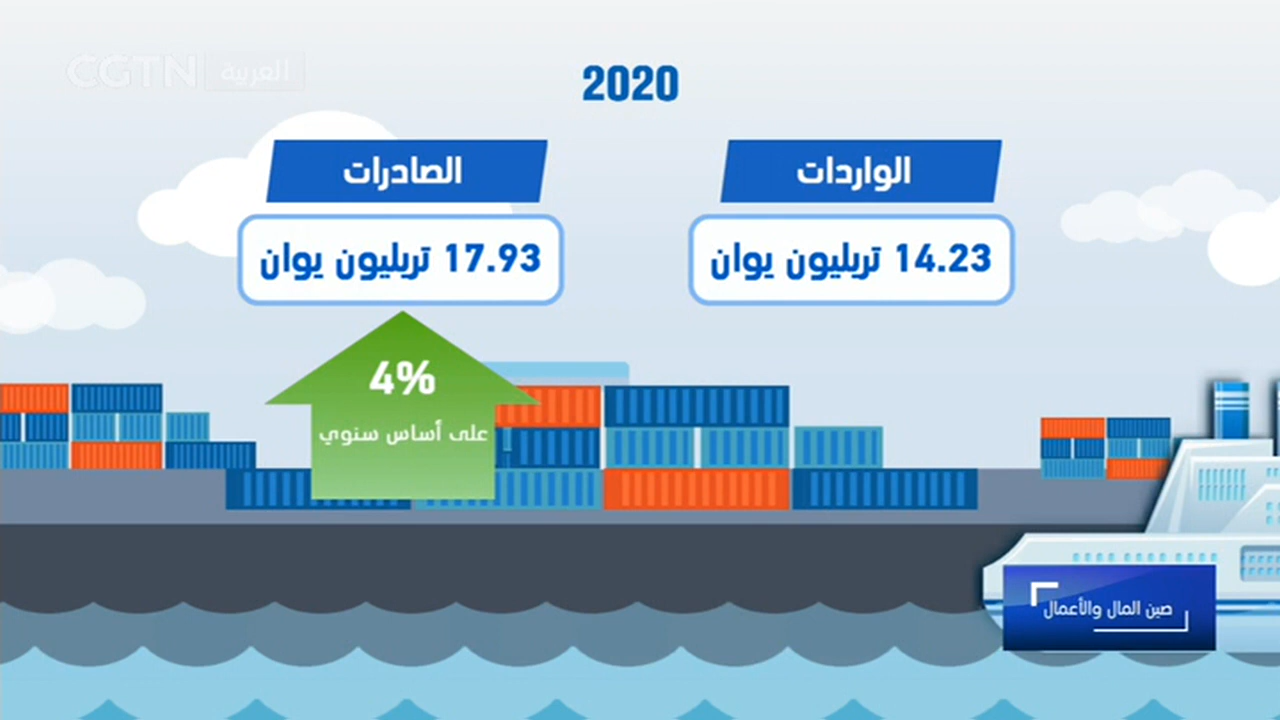 CGTN العربية
2020
الواردات
14.23 تريليون يوان
الصادرات
17.93 تريليون يوان
4%
على أساس سنوي
صين المال والأعمال